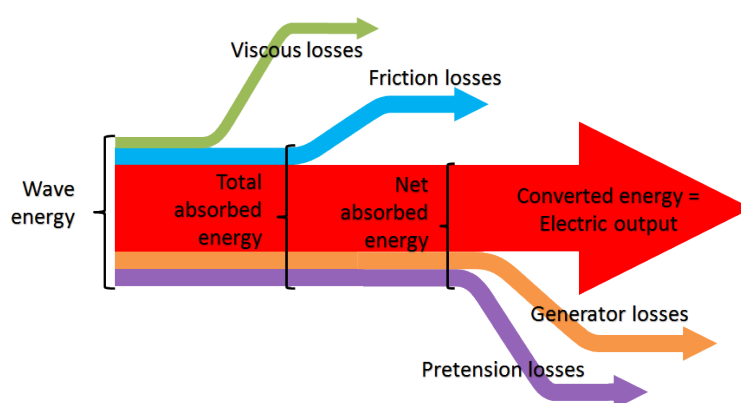 Viscous losses
Friction losses
Wave
energy
Total
absorbed
energy
Net
absorbed
energy
Converted energy =
Electric output
Generator losses
Pretension losses